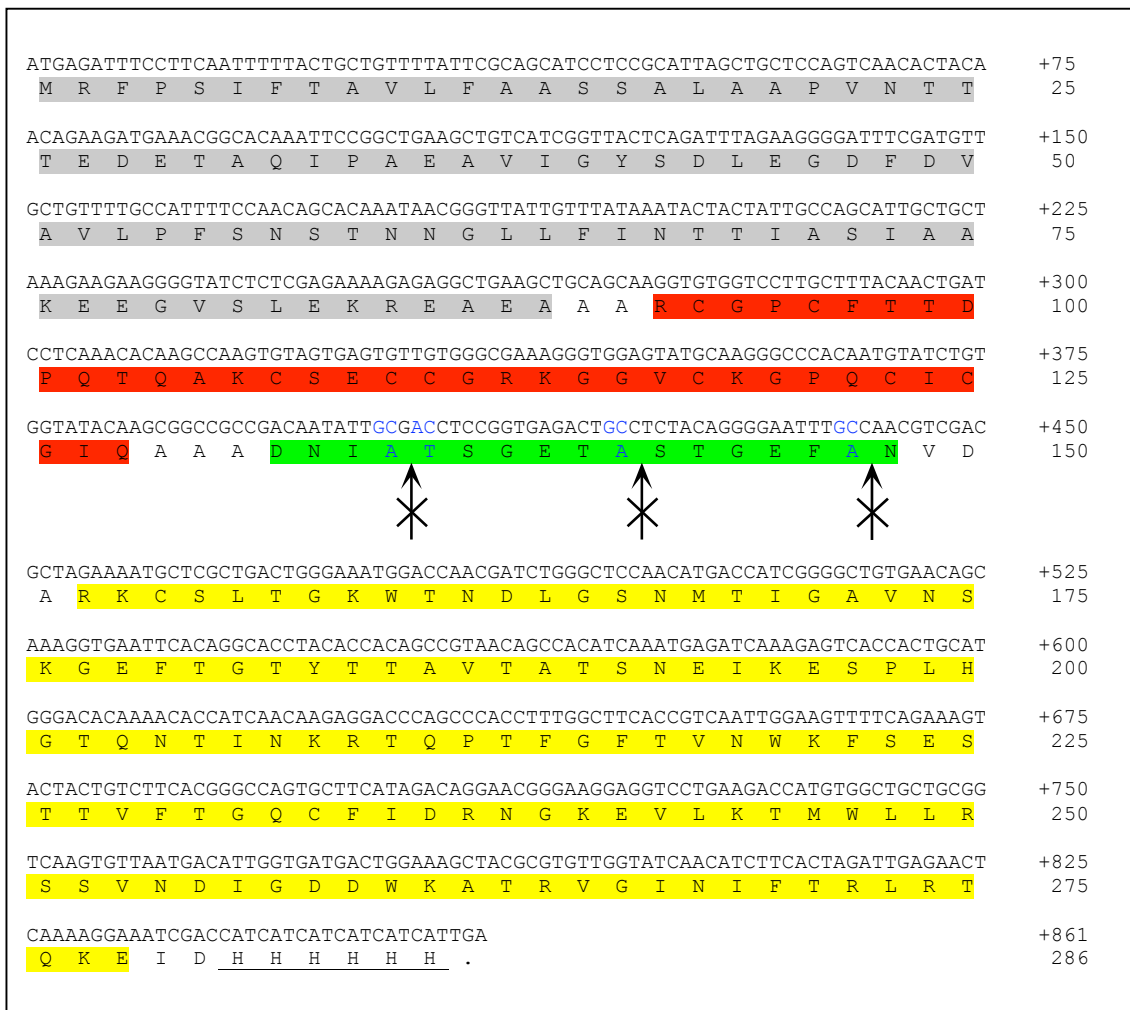 ATGAGATTTCCTTCAATTTTTACTGCTGTTTTATTCGCAGCATCCTCCGCATTAGCTGCTCCAGTCAACACTACA +75
M R F P S I F T A V L F A A S S A L A A P V N T T 25
ACAGAAGATGAAACGGCACAAATTCCGGCTGAAGCTGTCATCGGTTACTCAGATTTAGAAGGGGATTTCGATGTT +150
T E D E T A Q I P A E A V I G Y S D L E G D F D V 50
GCTGTTTTGCCATTTTCCAACAGCACAAATAACGGGTTATTGTTTATAAATACTACTATTGCCAGCATTGCTGCT +225
A V L P F S N S T N N G L L F I N T T I A S I A A 75
AAAGAAGAAGGGGTATCTCTCGAGAAAAGAGAGGCTGAAGCTGCAGCAAGGTGTGGTCCTTGCTTTACAACTGAT +300
K E E G V S L E K R E A E A A A R C G P C F T T D 100
CCTCAAACACAAGCCAAGTGTAGTGAGTGTTGTGGGCGAAAGGGTGGAGTATGCAAGGGCCCACAATGTATCTGT +375
P Q T Q A K C S E C C G R K G G V C K G P Q C I C 125
GGTATACAAGCGGCCGCCGACAATATTGCGACCTCCGGTGAGACTGCCTCTACAGGGGAATTTGCCAACGTCGAC +450
G I Q A A A D N I A T S G E T A S T G E F A N V D 150
GCTAGAAAATGCTCGCTGACTGGGAAATGGACCAACGATCTGGGCTCCAACATGACCATCGGGGCTGTGAACAGC +525
A R K C S L T G K W T N D L G S N M T I G A V N S 175
AAAGGTGAATTCACAGGCACCTACACCACAGCCGTAACAGCCACATCAAATGAGATCAAAGAGTCACCACTGCAT +600
K G E F T G T Y T T A V T A T S N E I K E S P L H 200
GGGACACAAAACACCATCAACAAGAGGACCCAGCCCACCTTTGGCTTCACCGTCAATTGGAAGTTTTCAGAAAGT +675
G T Q N T I N K R T Q P T F G F T V N W K F S E S 225
ACTACTGTCTTCACGGGCCAGTGCTTCATAGACAGGAACGGGAAGGAGGTCCTGAAGACCATGTGGCTGCTGCGG +750
T T V F T G Q C F I D R N G K E V L K T M W L L R 250
TCAAGTGTTAATGACATTGGTGATGACTGGAAAGCTACGCGTGTTGGTATCAACATCTTCACTAGATTGAGAACT +825
S S V N D I G D D W K A T R V G I N I F T R L R T 275
CAAAAGGAAATCGACCATCATCATCATCATCATTGA +861
Q K E I D H H H H H H . 286